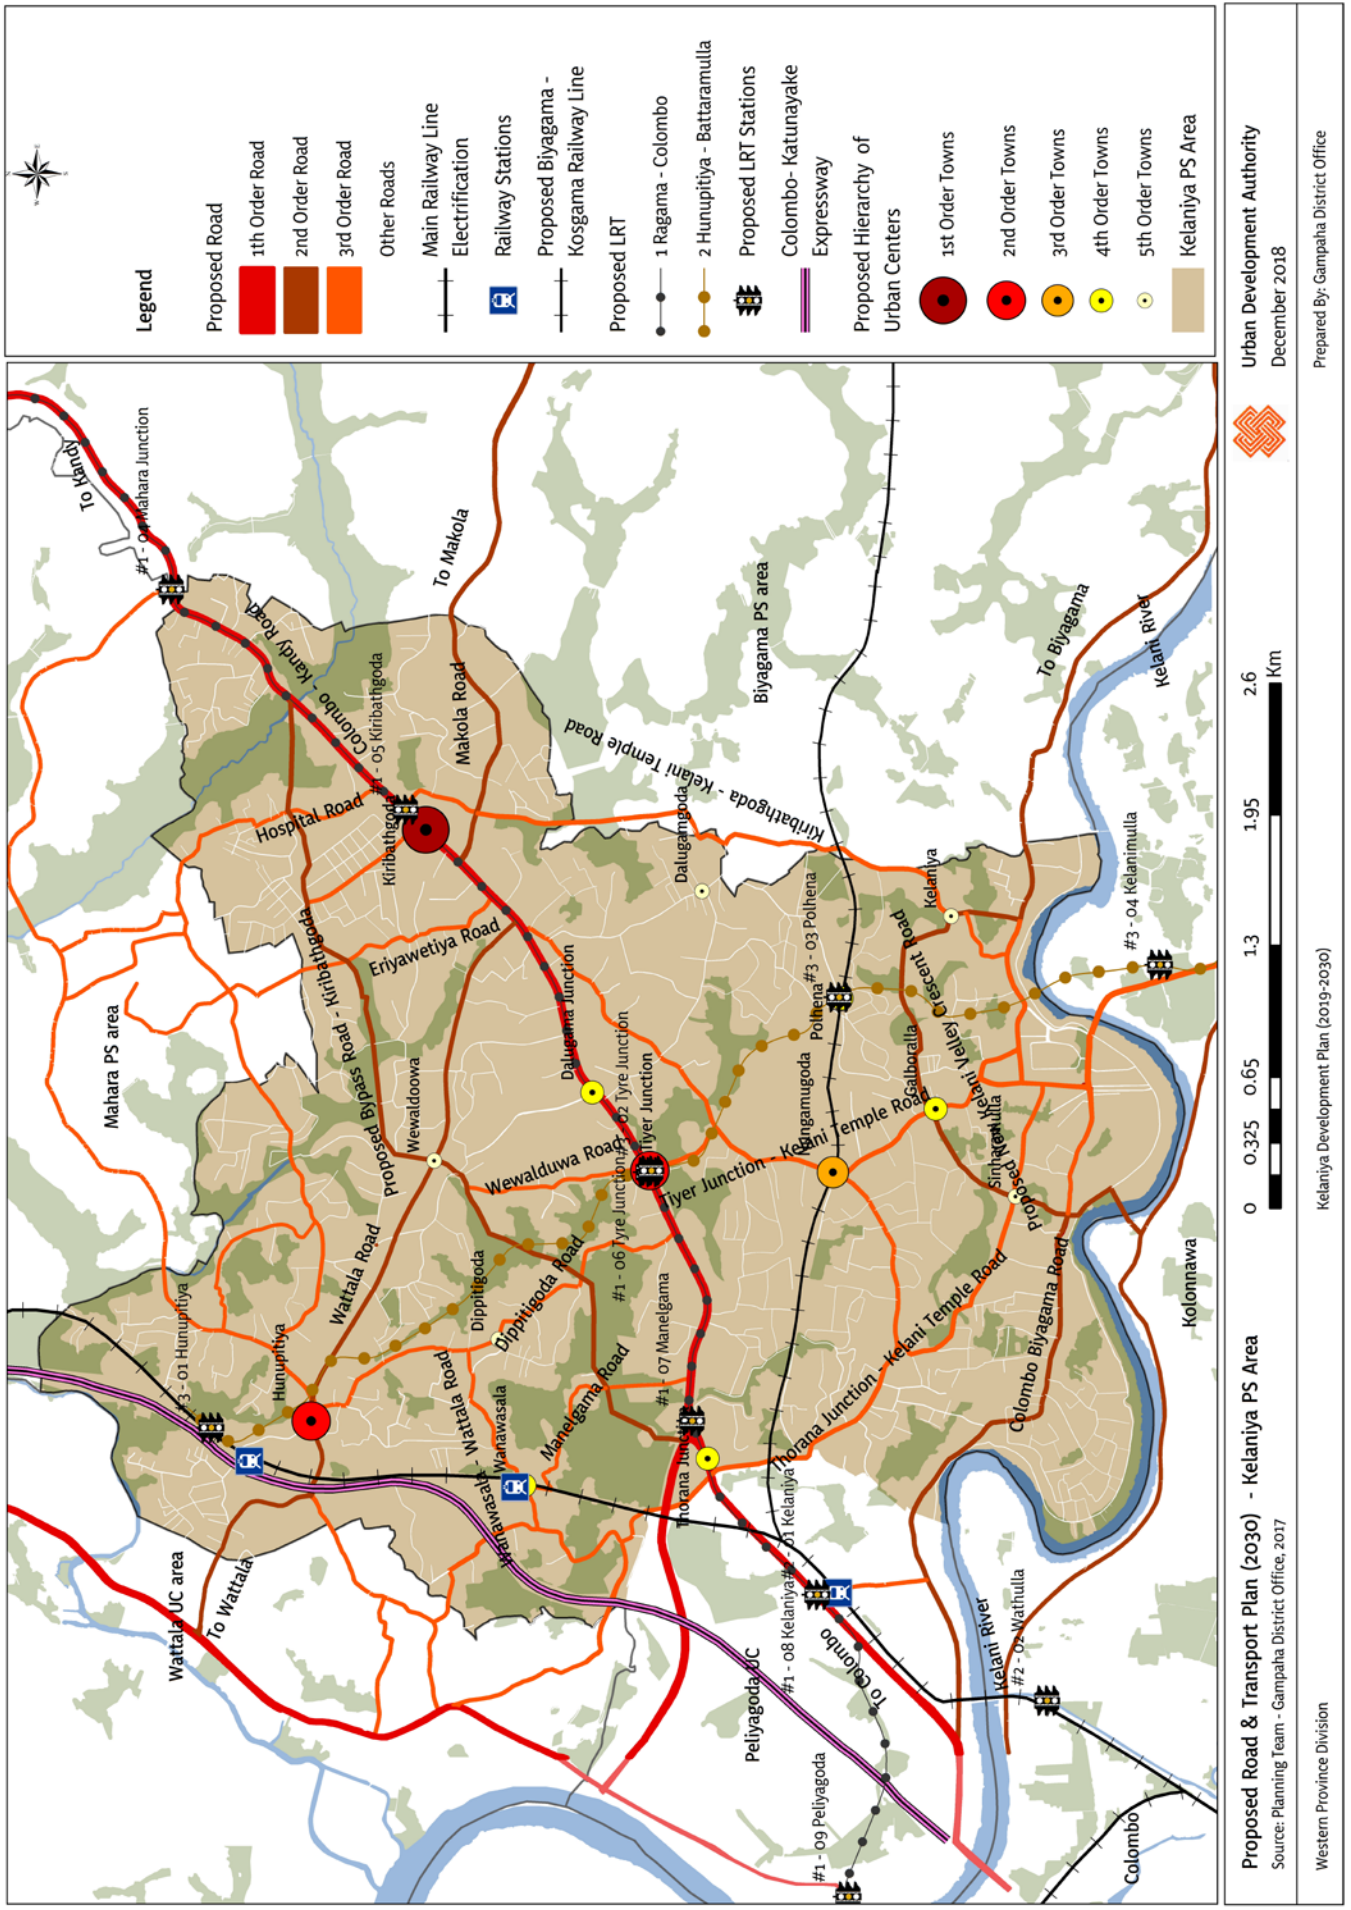 To Kandy
#1 - 04 Mahara Junction
Colombo - Kandy Road
To Makola
Makola Road
#1 - 05 Kiribathgoda
Kiribathgoda
Hospital Road
Eriyawetiya Road
Proposed Bypass Road - Kiribathgoda
Mahara PS area
Biyagama PS area
Kiribathgoda - Kelani Temple Road
Dalugamgoda
To Biyagama
Kelani River
Kelaniya
#3 - 04 Kelanimulla
#3 - 03 Polhena
Polhena
Dalugama Junction
Wewaldoowa
Wewalduwa Road
#3 - 02 Tyre Junction
#1 - 06 Tyre Junction
Tiyer Junction
Tiyer Junction - Kelani Temple Road
Nungamugoda
Galboralla
Kelani Velley Crescent Road
Sinharamulla
Proposed
Wattala Road
#3 - 01 Hunupitiya
Hunupitiya
Dippitigoda
Dippitigoda Road
Wanawasala - Wattala Road
Wanawasala
Manelgama Road
#1 - 07 Manelgama
Thorana Junction
Thorana Junction - Kelani Temple Road
Colombo Biyagama Road
Kolonnawa
Wattala UC area
To Wattala
Peliyagoda UC
#1 - 08 Kelaniya
#2 - 01 Kelaniya
To Colombo
Kelani River
#2 - 02 Wathulla
#1 - 09 Peliyagoda
Colombo
N
E
S
W
Legend
Proposed Road
1th Order Road
2nd Order Road
3rd Order Road
Other Roads
Main Railway Line
Electrification
Railway Stations
Proposed Biyagama -
Kosgama Railway Line
Proposed LRT
1 Ragama - Colombo
2 Hunupitiya - Battaramulla
Proposed LRT Stations
Colombo- Katunayake
Expressway
Proposed Hierarchy of
Urban Centers
1st Order Towns
2nd Order Towns
3rd Order Towns
4th Order Towns
5th Order Towns
Kelaniya PS Area
Proposed Road & Transport Plan (2030) - Kelaniya PS Area
Source: Planning Team - Gampaha District Office, 2017
0 0.325 0.65 1.3 1.95 2.6
Km
Urban Development Authority
December 2018
Western Province Division
Kelaniya Development Plan (2019-2030)
Prepared By: Gampaha District Office